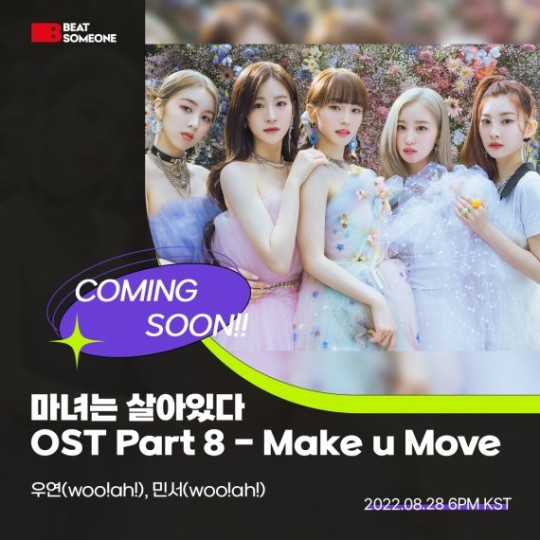 BEAT
SOMEONE
COMING
SOON!!
마녀는 살아있다
OST Part 8 - Make u Move
우연(woo!ah!), 민서(woo!ah!)
2022.08.28 6PM KST